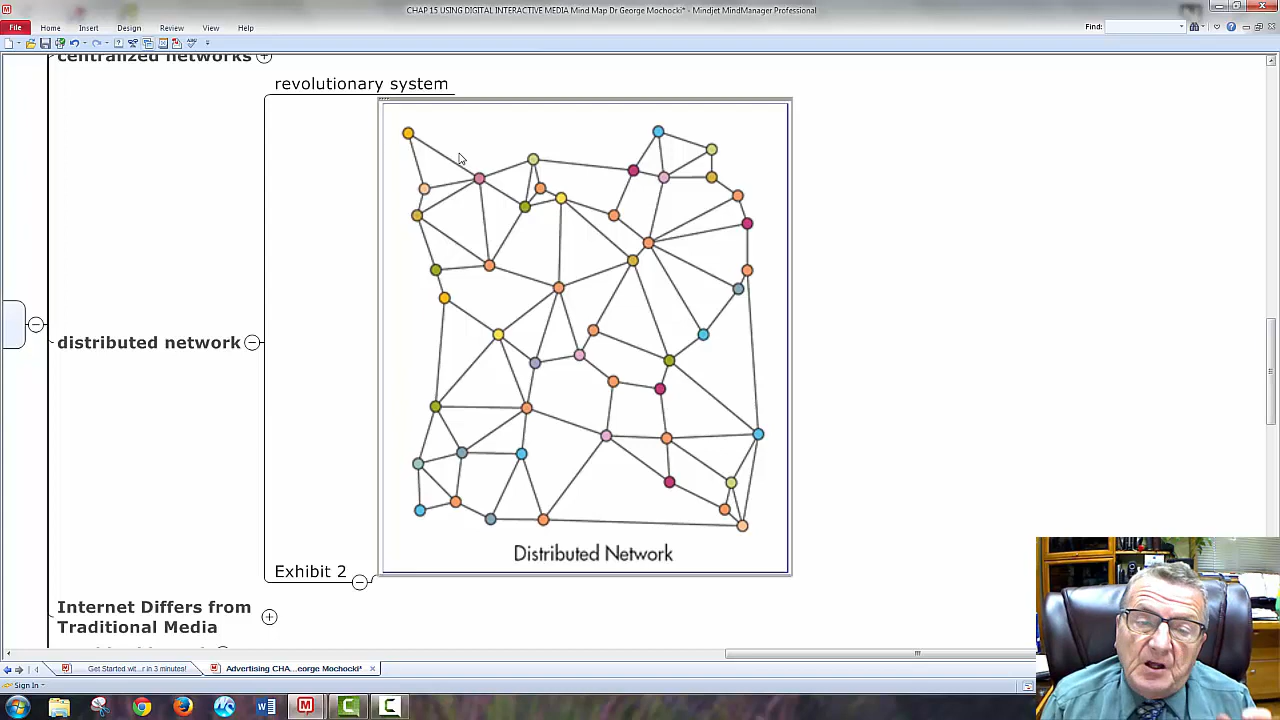 CHAP 15 USING DIGITAL INTERACTIVE MEDIA Mind Map Dr George Mochocki* - Mindjet MindManager Professional
File Home Insert Design Review View Help Find:
centralized networks
revolutionary system
distributed network
Distributed Network
Exhibit 2
Internet Differs from
Traditional Media
Get Started wit...r in 3 minutes! Advertising CHA...eorge Mochocki*
Sign In